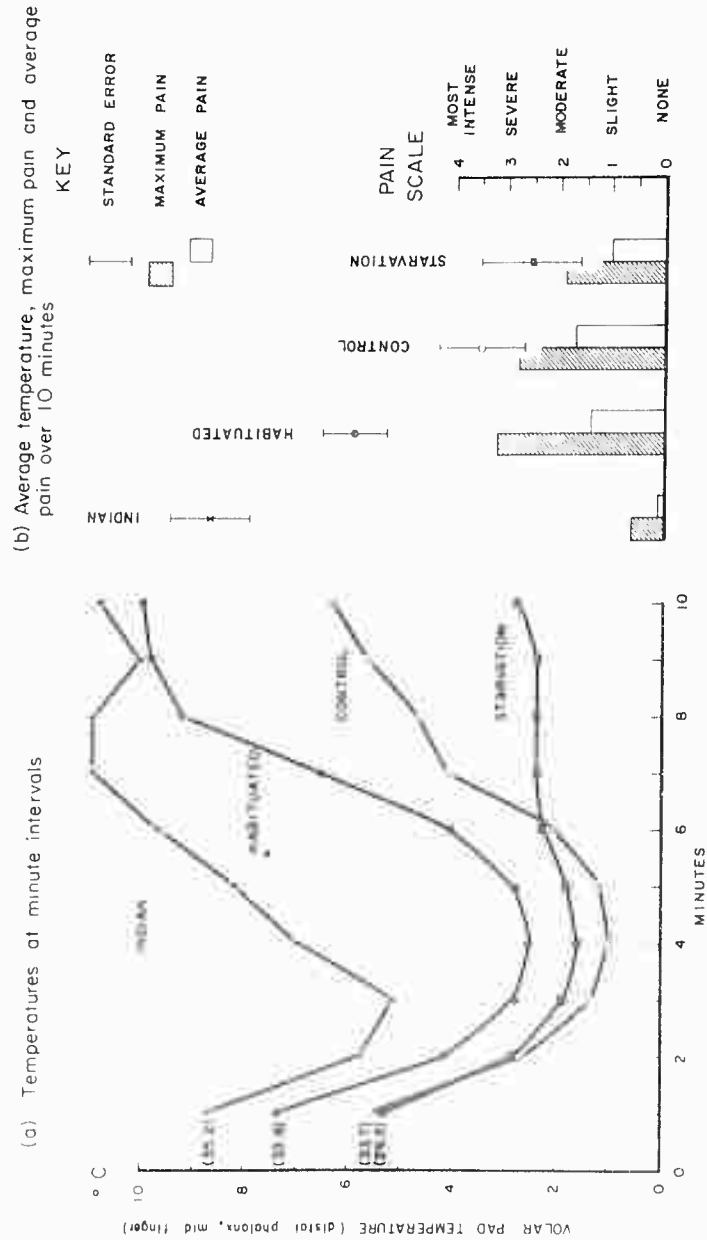 (a) Temperatures at minute intervals
°C
10
8
6
4
2
0
VOLAR PAD TEMPERATURE (distal phalanx, mid finger)
INDIAN
HABITUATED
CONTROL
STARVATION
0
2
4
6
8
10
MINUTES
(b) Average temperature, maximum pain and average
pain over 10 minutes
KEY
STANDARD ERROR
MAXIMUM PAIN
AVERAGE PAIN
INDIAN
HABITUATED
CONTROL
STARVATION
PAIN
SCALE
4
MOST
INTENSE
3
SEVERE
2
MODERATE
1
SLIGHT
0
NONE